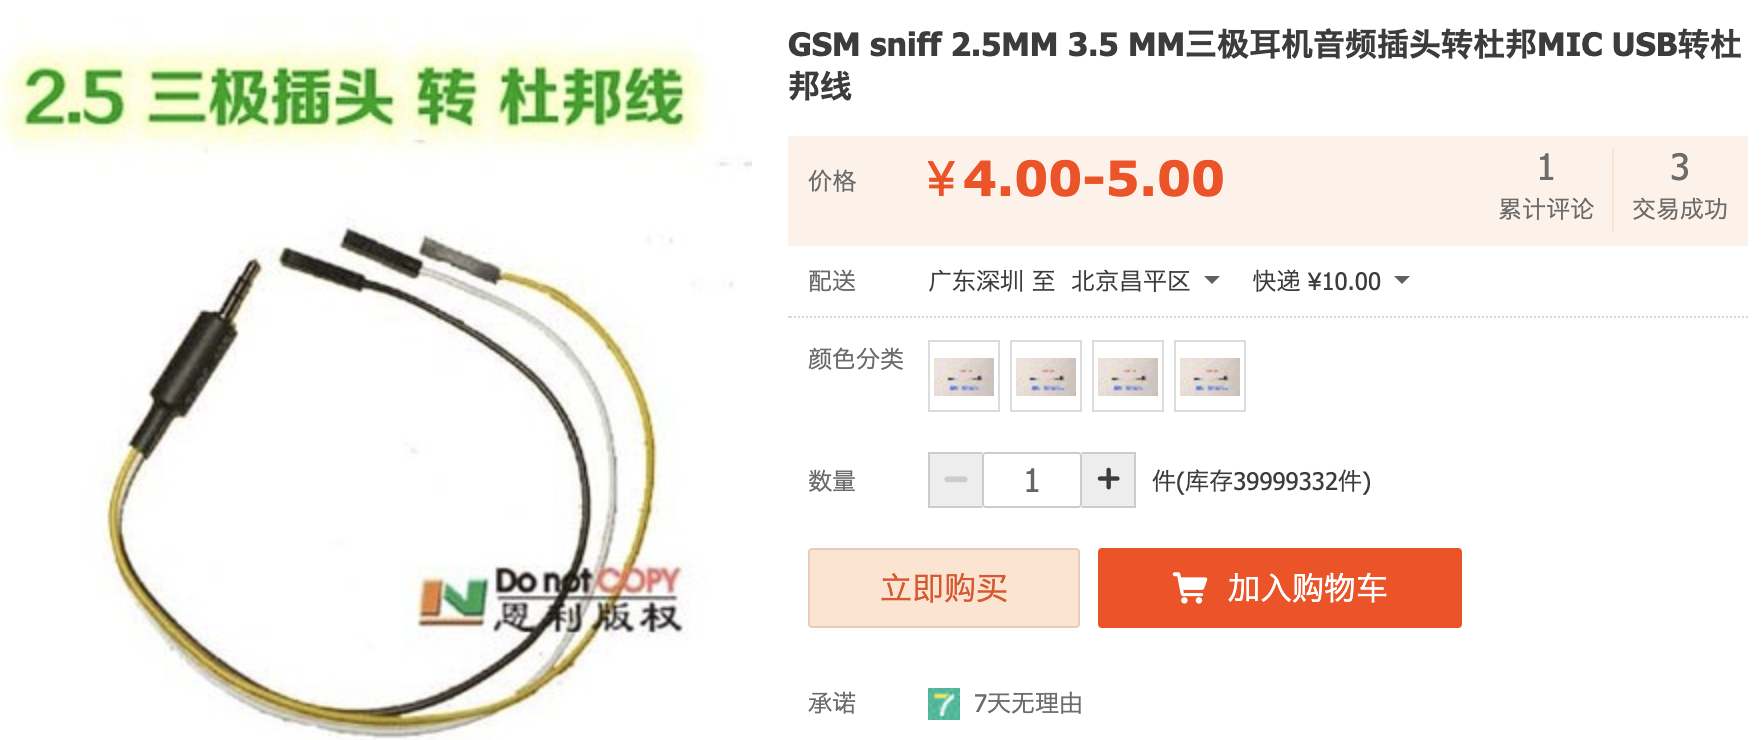 2.5 三极插头 转 杜邦线
Do not COPY
恩利版权
GSM sniff 2.5MM 3.5 MM三极耳机音频插头转杜邦MIC USB转杜
邦线
价格
¥4.00-5.00
1
累计评论
3
交易成功
配送
广东深圳 至 北京昌平区 快递 ¥10.00
颜色分类
数量
1
件(库存39999332件)
立即购买
加入购物车
承诺
7 7天无理由